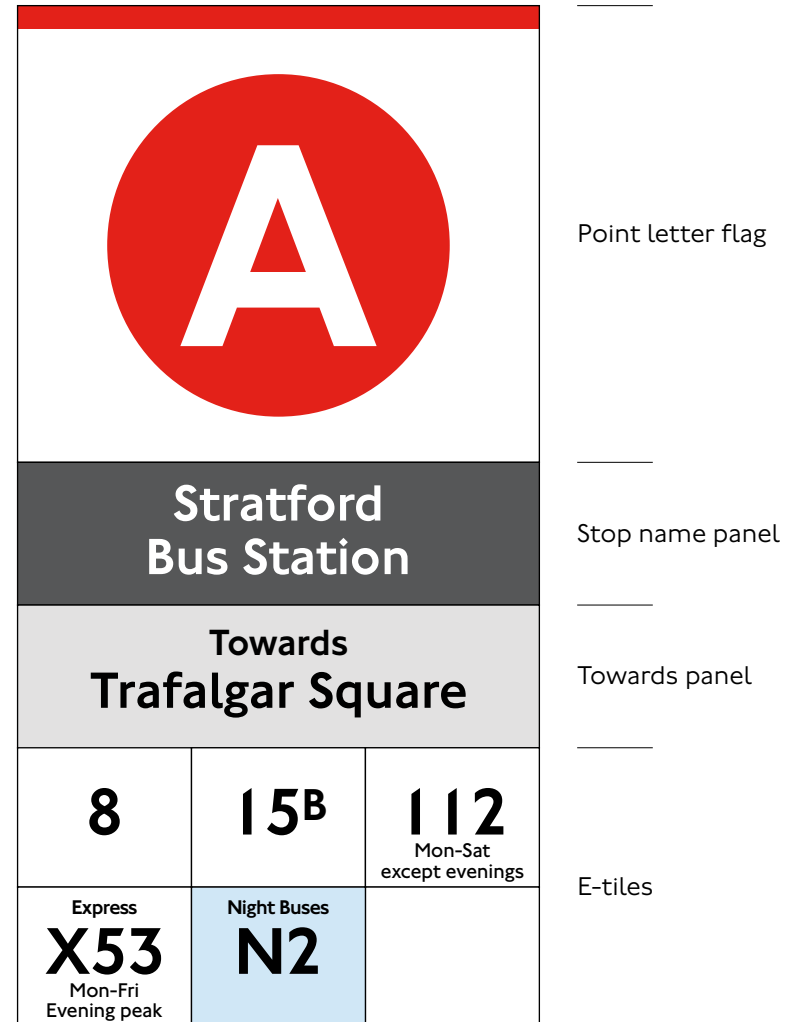 A
Point letter flag
Stratford
Bus Station
Stop name panel
Towards
Trafalgar Square
Towards panel
8
15B
112
Mon-Sat
except evenings
E-tiles
Express
X53
Mon-Fri
Evening peak
Night Buses
N2